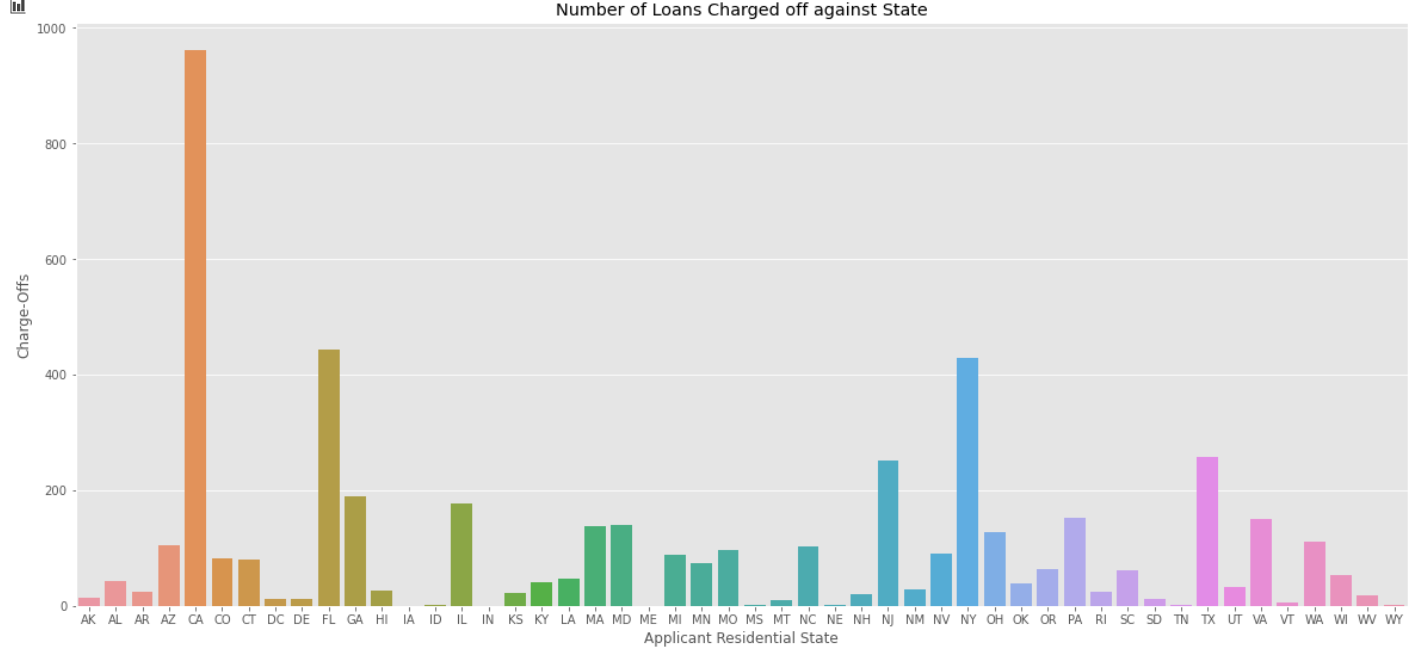 Number of Loans Charged off against State
1000
800
600
400
200
0
Charge-Offs
AK AL AR AZ CA CO CT DC DE FL GA HI IA ID IL IN KS KY LA MA MD ME MI MN MO MS MT NC NE NH NJ NM NV NY OH OK OR PA RI SC SD TN TX UT VA VT WA WI WV WY
Applicant Residential State